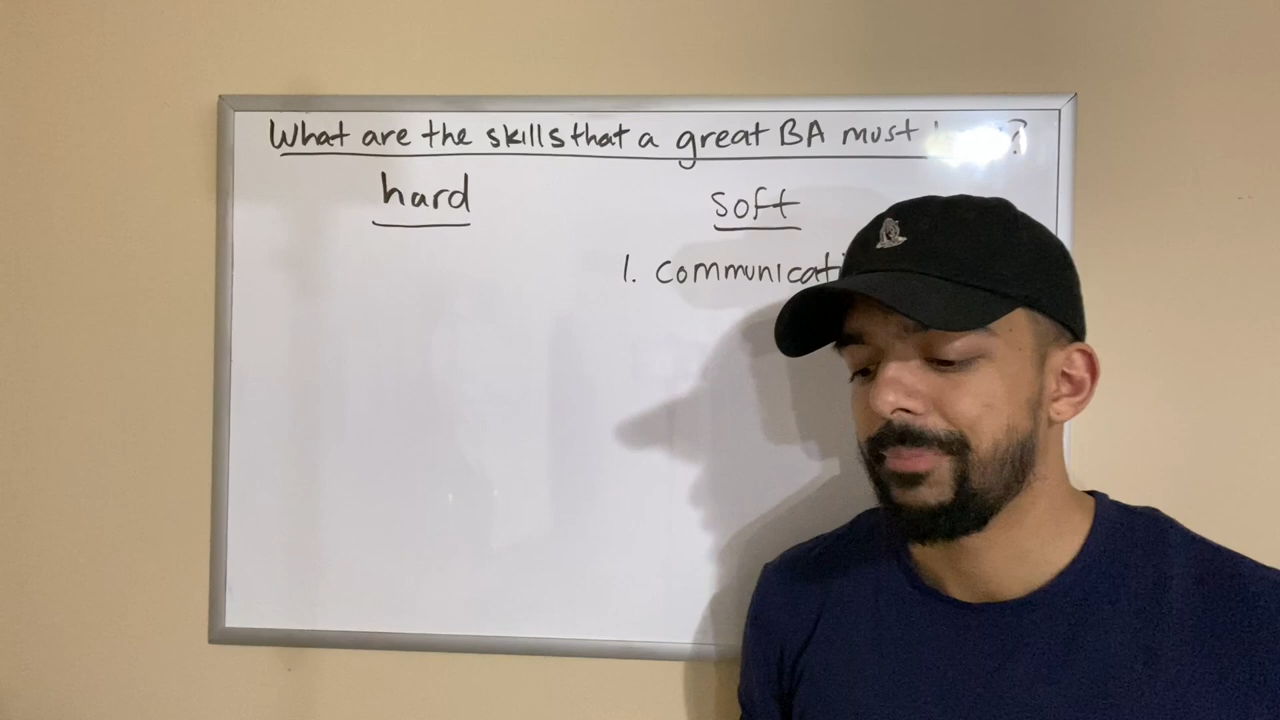 What are the skills that a great BA must ?
hard
soft
1. communicati